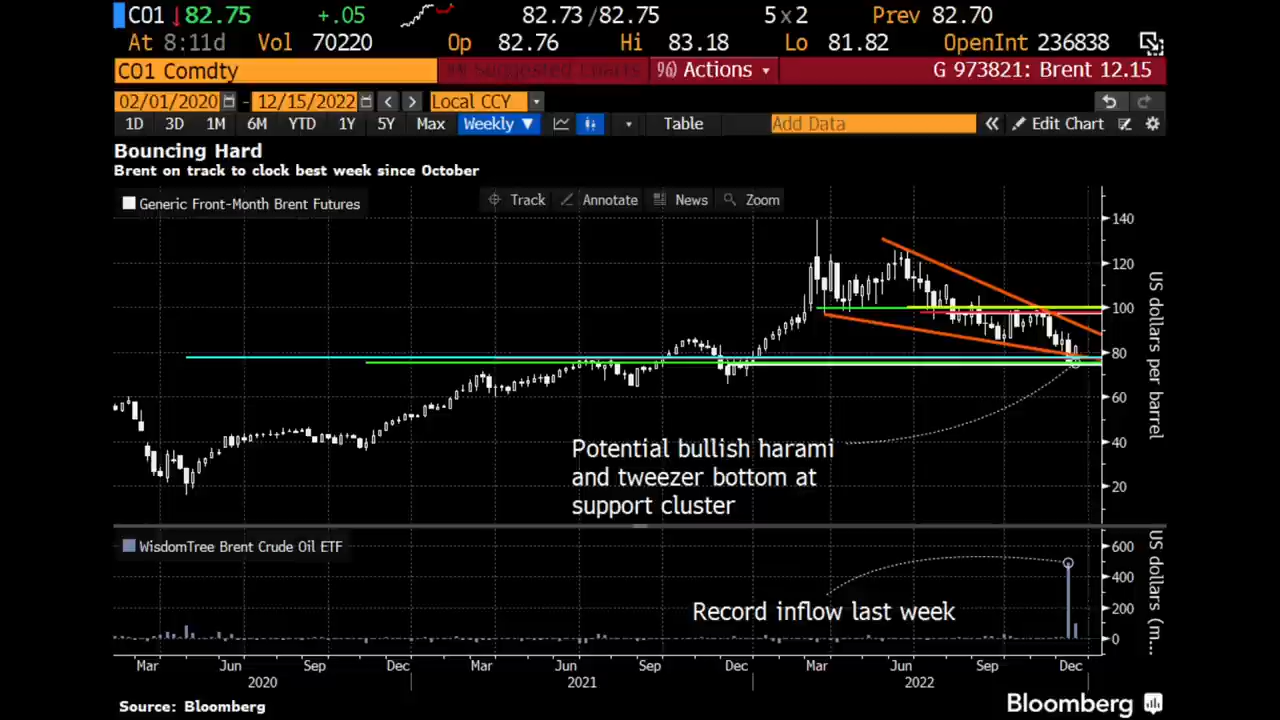 CO1 ↓82.75 +.05 82.73/82.75 5x2 Prev 82.70
At 8:11d Vol 70220 Op 82.76 Hi 83.18 Lo 81.82 OpenInt 236838
CO1 Comdty 96) Actions G 973821: Brent 12.15
02/01/2020 - 12/15/2022 < > Local CCY
1D 3D 1M 6M YTD 1Y 5Y Max Weekly ▼ Table Add Data « Edit Chart
Bouncing Hard
Brent on track to clock best week since October
Generic Front-Month Brent Futures Track Annotate News Zoom
140
120
100
80
60
40
20
US dollars per barrel
Potential bullish harami
and tweezer bottom at
support cluster
WisdomTree Brent Crude Oil ETF
600
400
200
0
US dollars (m...
Record inflow last week
Mar Jun Sep Dec Mar Jun Sep Dec Mar Jun Sep Dec
2020 2021 2022
Source: Bloomberg
Bloomberg